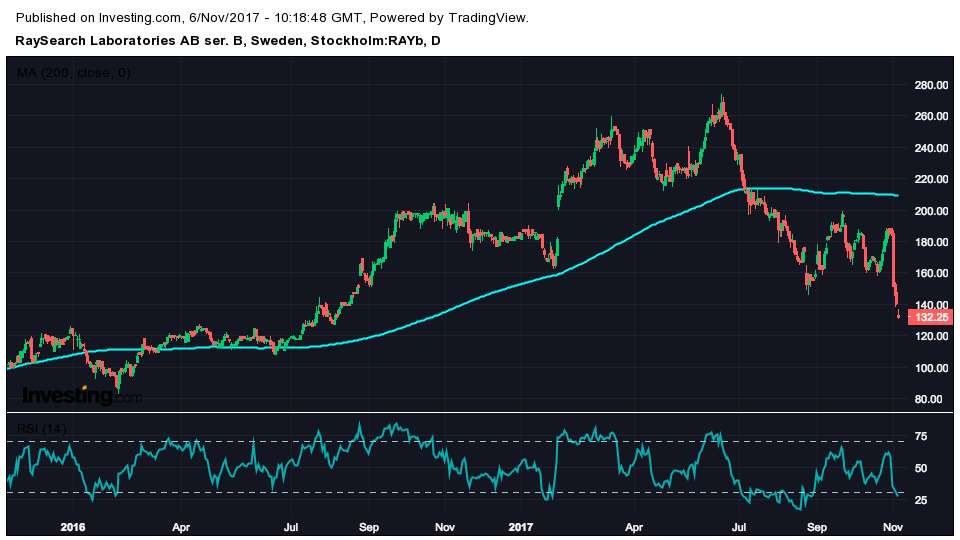 Published on Investing.com, 6/Nov/2017 - 10:18:48 GMT, Powered by TradingView.
RaySearch Laboratories AB ser. B, Sweden, Stockholm:RAYb, D
MA (200, close, 0)
280.00
260.00
240.00
220.00
200.00
180.00
160.00
140.00
132.25
120.00
100.00
80.00
Investing.com
RSI (14)
75
50
25
2016 Apr Jul Sep Nov 2017 Apr Jul Sep Nov